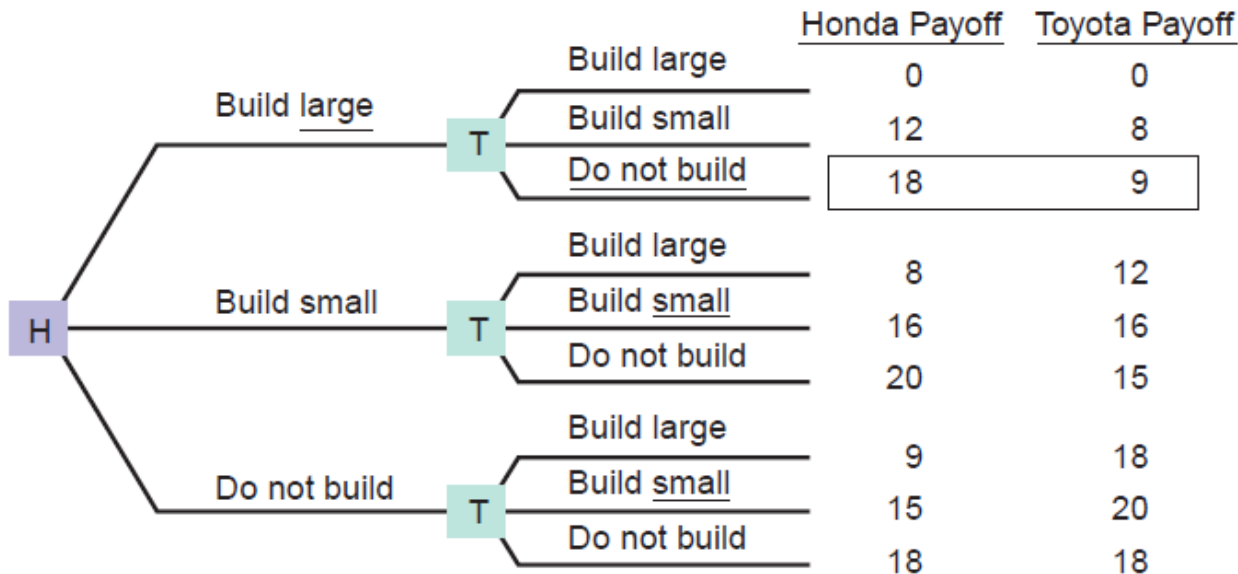 Honda Payoff Toyota Payoff
Build large 0 0
Build large
Build small 12 8
T
Do not build 18 9
Build large 8 12
Build small
Build small 16 16
H
T
Do not build 20 15
Build large 9 18
Do not build
Build small 15 20
T
Do not build 18 18